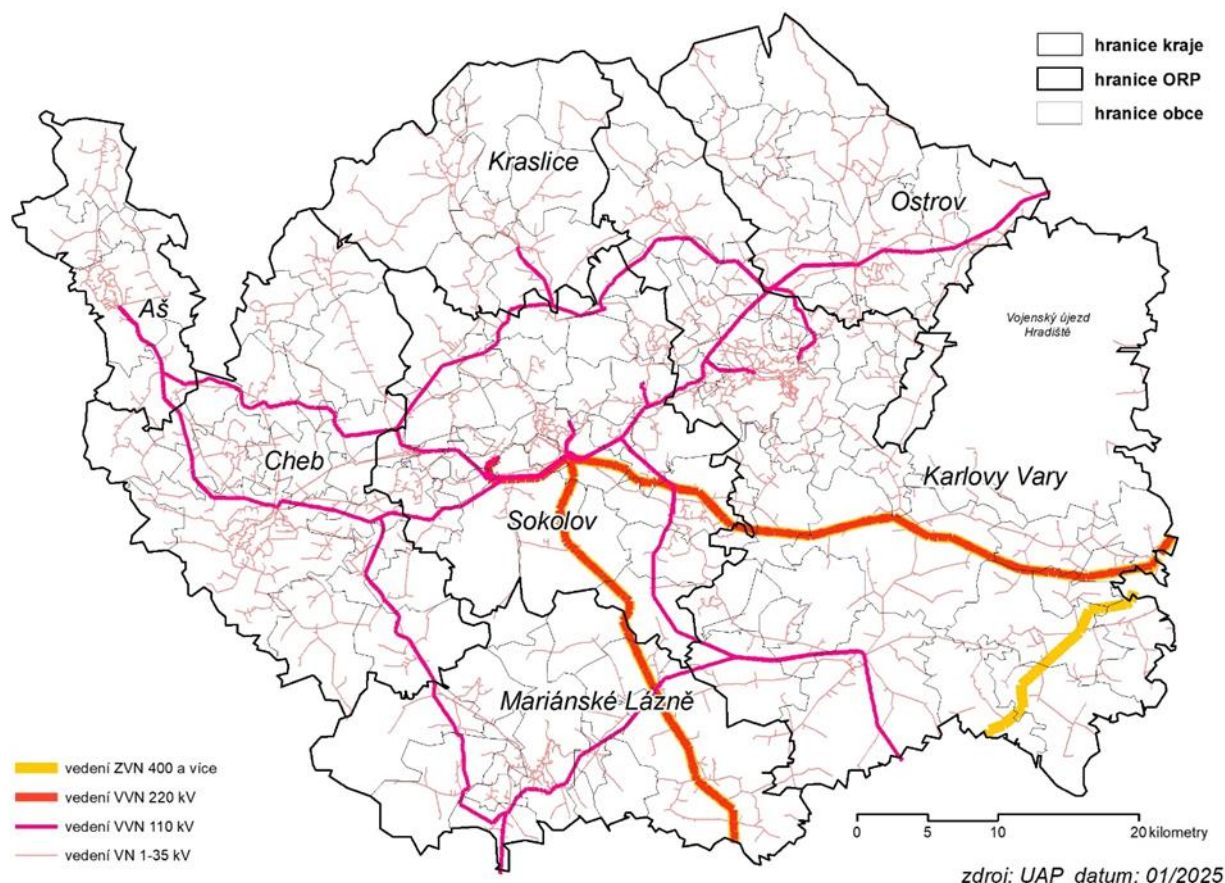 hranice kraje
hranice ORP
hranice obce
Kraslice
Ostrov
Aš
Vojenský újezd
Hradiště
Cheb
Karlovy Vary
Sokolov
Mariánské Lázně
vedení ZVN 400 a více
vedení VVN 220 kV
vedení VVN 110 kV
vedení VN 1-35 kV
0 5 10 20 kilometry
zdroj: UAP datum: 01/2025